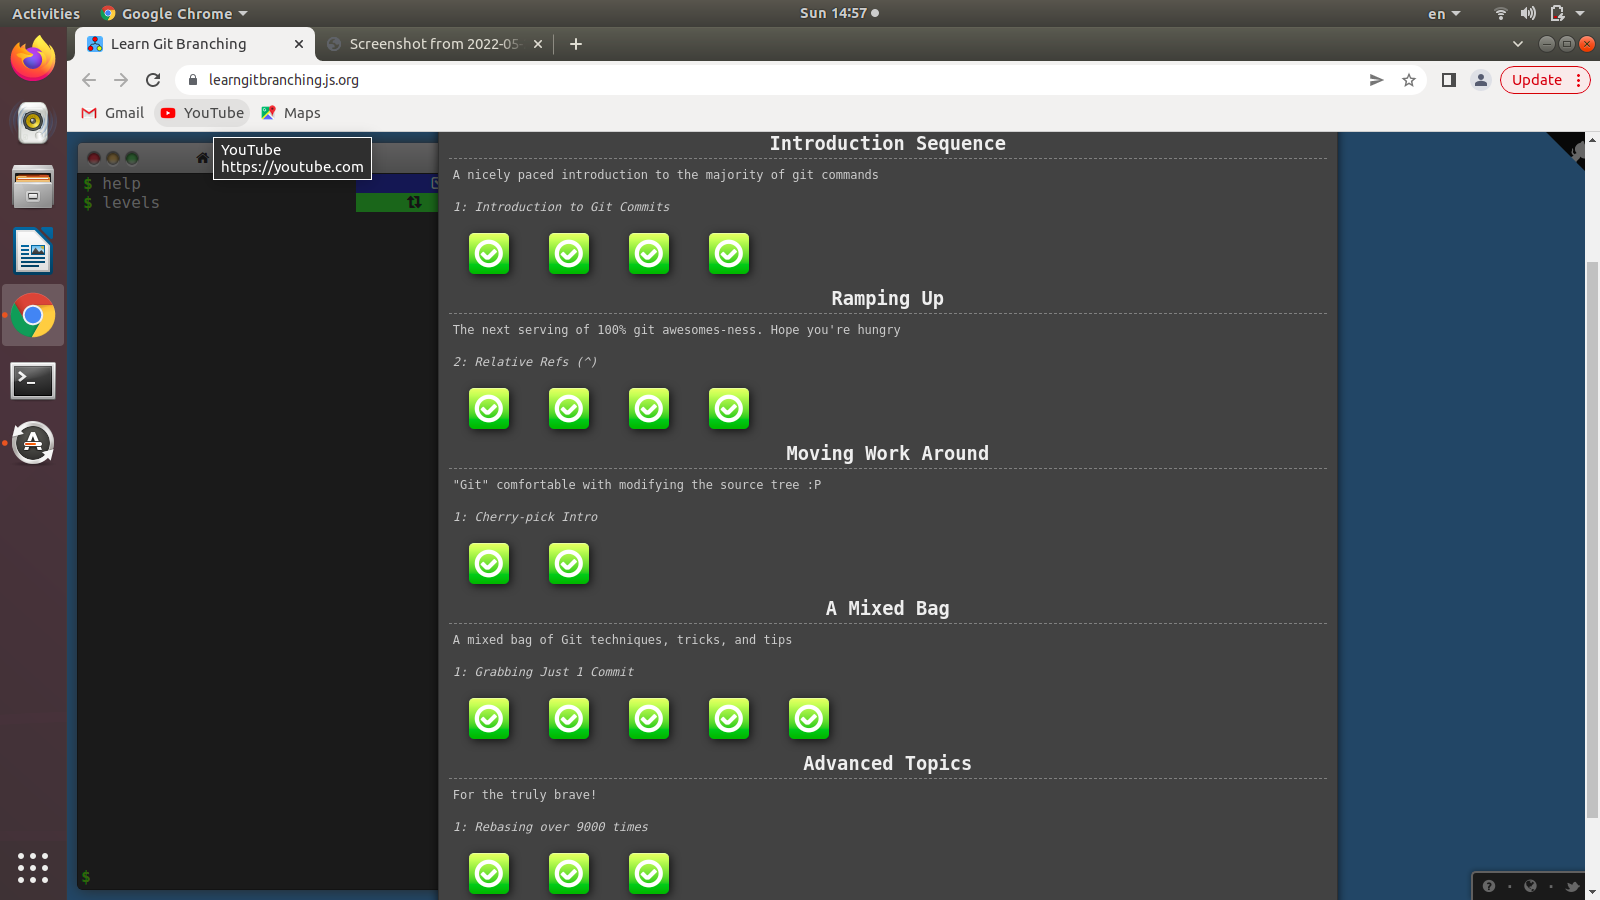 Activities
Google Chrome
Sun 14:57
en
Learn Git Branching
Screenshot from 2022-05-
learngitbranching.js.org
Update
Gmail
YouTube
Maps
YouTube
https://youtube.com
$ help
$ levels
$
Introduction Sequence
A nicely paced introduction to the majority of git commands
1: Introduction to Git Commits
Ramping Up
The next serving of 100% git awesomes-ness. Hope you're hungry
2: Relative Refs (^)
Moving Work Around
"Git" comfortable with modifying the source tree :P
1: Cherry-pick Intro
A Mixed Bag
A mixed bag of Git techniques, tricks, and tips
1: Grabbing Just 1 Commit
Advanced Topics
For the truly brave!
1: Rebasing over 9000 times